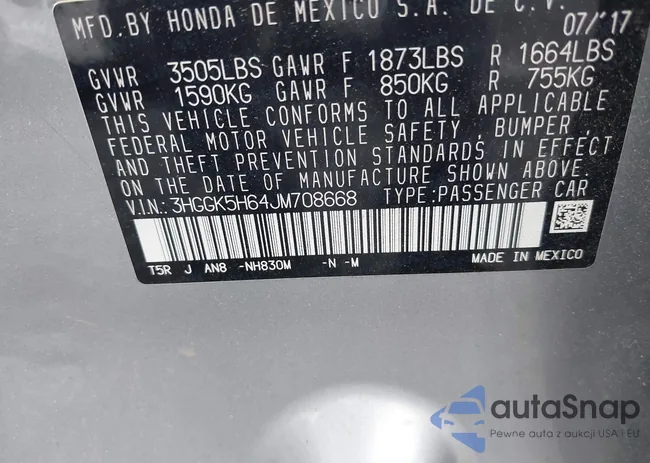 MFD.BY HONDA DE MEXICO S.A. DE C.V.
07/'17
GVWR 3505LBS GAWR F 1873LBS R 1664LBS
GVWR 1590KG GAWR F 850KG R 755KG
THIS VEHICLE CONFORMS TO ALL APPLICABLE
FEDERAL MOTOR VEHICLE SAFETY, BUMPER,
AND THEFT PREVENTION STANDARDS IN EFFECT
ON THE DATE OF MANUFACTURE SHOWN ABOVE.
V.I.N.: 3HGGK5H64JM708668 TYPE:PASSENGER CAR
T5R J AN8 -NH830M -N -M MADE IN MEXICO
autoSnap
Pewne auta z aukcji USA i EU